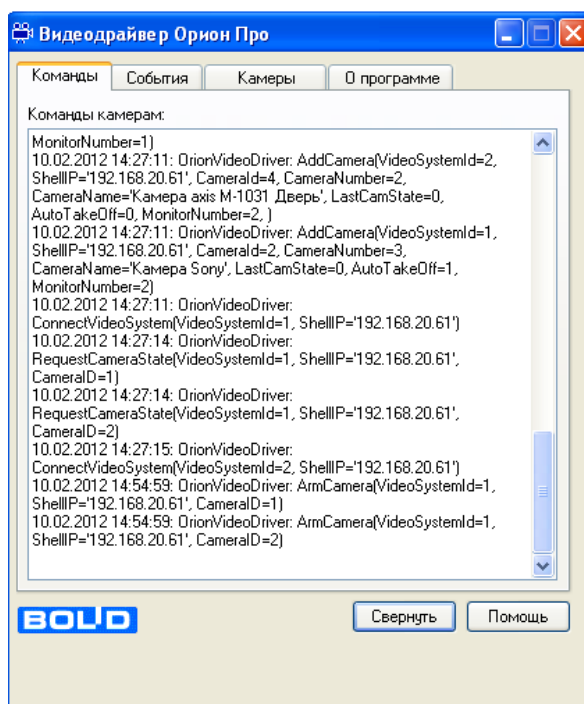 Видеодрайвер Орион Про
Команды
События
Камеры
О программе
Команды камерам:
MonitorNumber=1)
10.02.2012 14:27:11: OrionVideoDriver: AddCamera(VideoSystemId=2,
ShellIP='192.168.20.61', CameraId=4, CameraNumber=2,
CameraName='Камера axis M-1031 Дверь', LastCamState=0,
AutoTakeOff=0, MonitorNumber=2, )
10.02.2012 14:27:11: OrionVideoDriver: AddCamera(VideoSystemId=1,
ShellIP='192.168.20.61', CameraId=2, CameraNumber=3,
CameraName='Камера Sony', LastCamState=0, AutoTakeOff=1,
MonitorNumber=2)
10.02.2012 14:27:11: OrionVideoDriver:
ConnectVideoSystem(VideoSystemId=1, ShellIP='192.168.20.61')
10.02.2012 14:27:14: OrionVideoDriver:
RequestCameraState(VideoSystemId=1, ShellIP='192.168.20.61',
CameraID=1)
10.02.2012 14:27:14: OrionVideoDriver:
RequestCameraState(VideoSystemId=1, ShellIP='192.168.20.61',
CameraID=2)
10.02.2012 14:27:15: OrionVideoDriver:
ConnectVideoSystem(VideoSystemId=2, ShellIP='192.168.20.61')
10.02.2012 14:54:59: OrionVideoDriver: ArmCamera(VideoSystemId=1,
ShellIP='192.168.20.61', CameraID=1)
10.02.2012 14:54:59: OrionVideoDriver: ArmCamera(VideoSystemId=1,
ShellIP='192.168.20.61', CameraID=2)
BOLID
Свернуть
Помощь